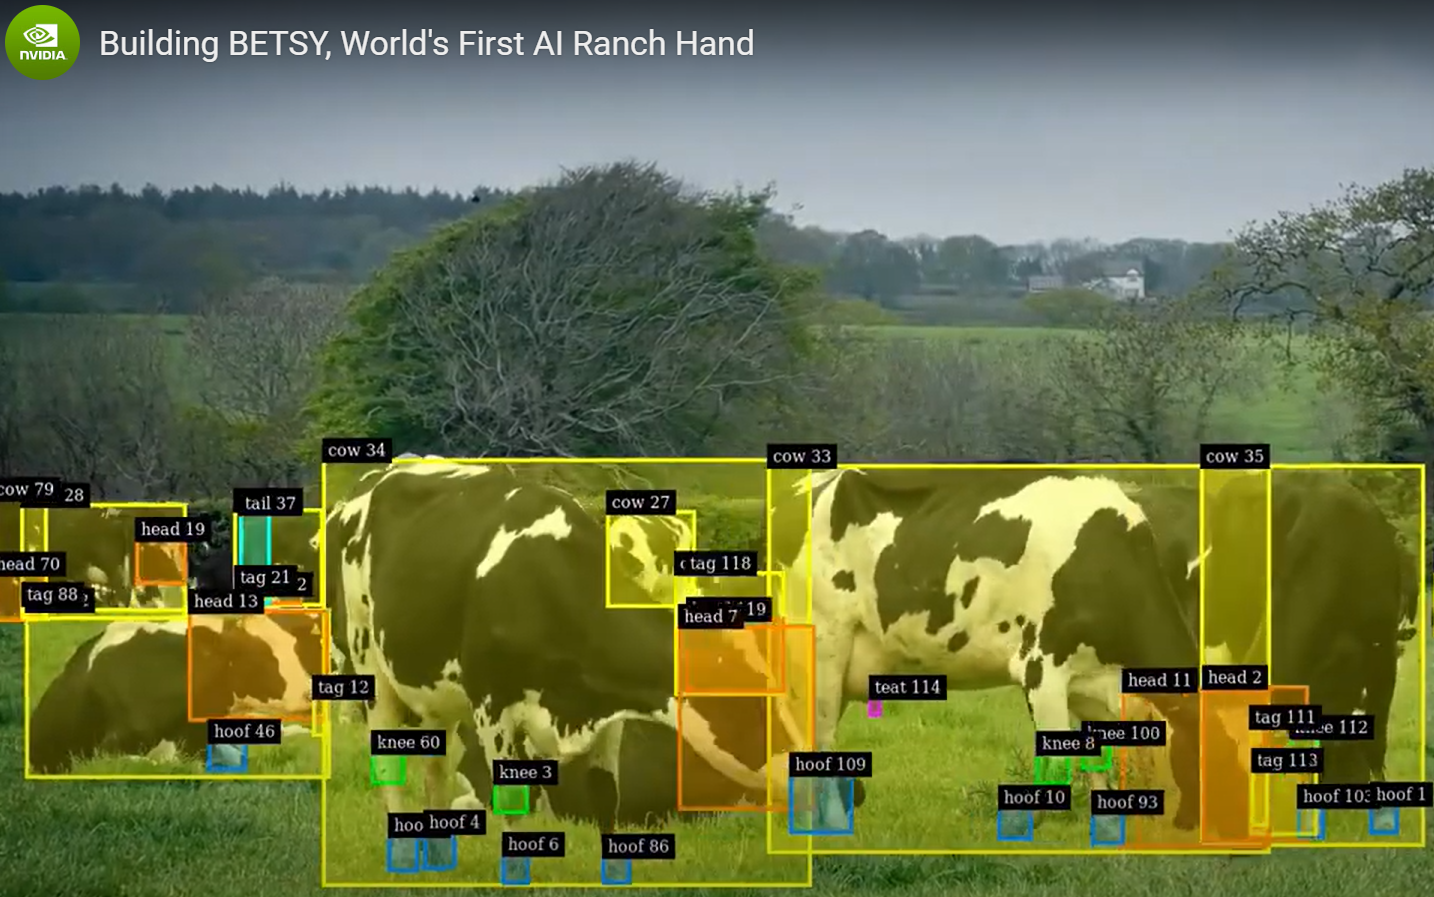 NVIDIA
Building BETSY, World's First AI Ranch Hand
cow 34
cow 33
cow 35
cow 79
28
tail 37
cow 27
head 19
head 70
tag 21
2
tag 118
tag 88
head 13
19
head 7
tag 12
head 11
head 2
teat 114
hoof 46
knee 60
knee 8
knee 100
tag 111
112
knee 3
hoof 109
tag 113
hoof 4
hoof 10
hoof 93
hoof 103
hoof 1
hoof 6
hoof 86